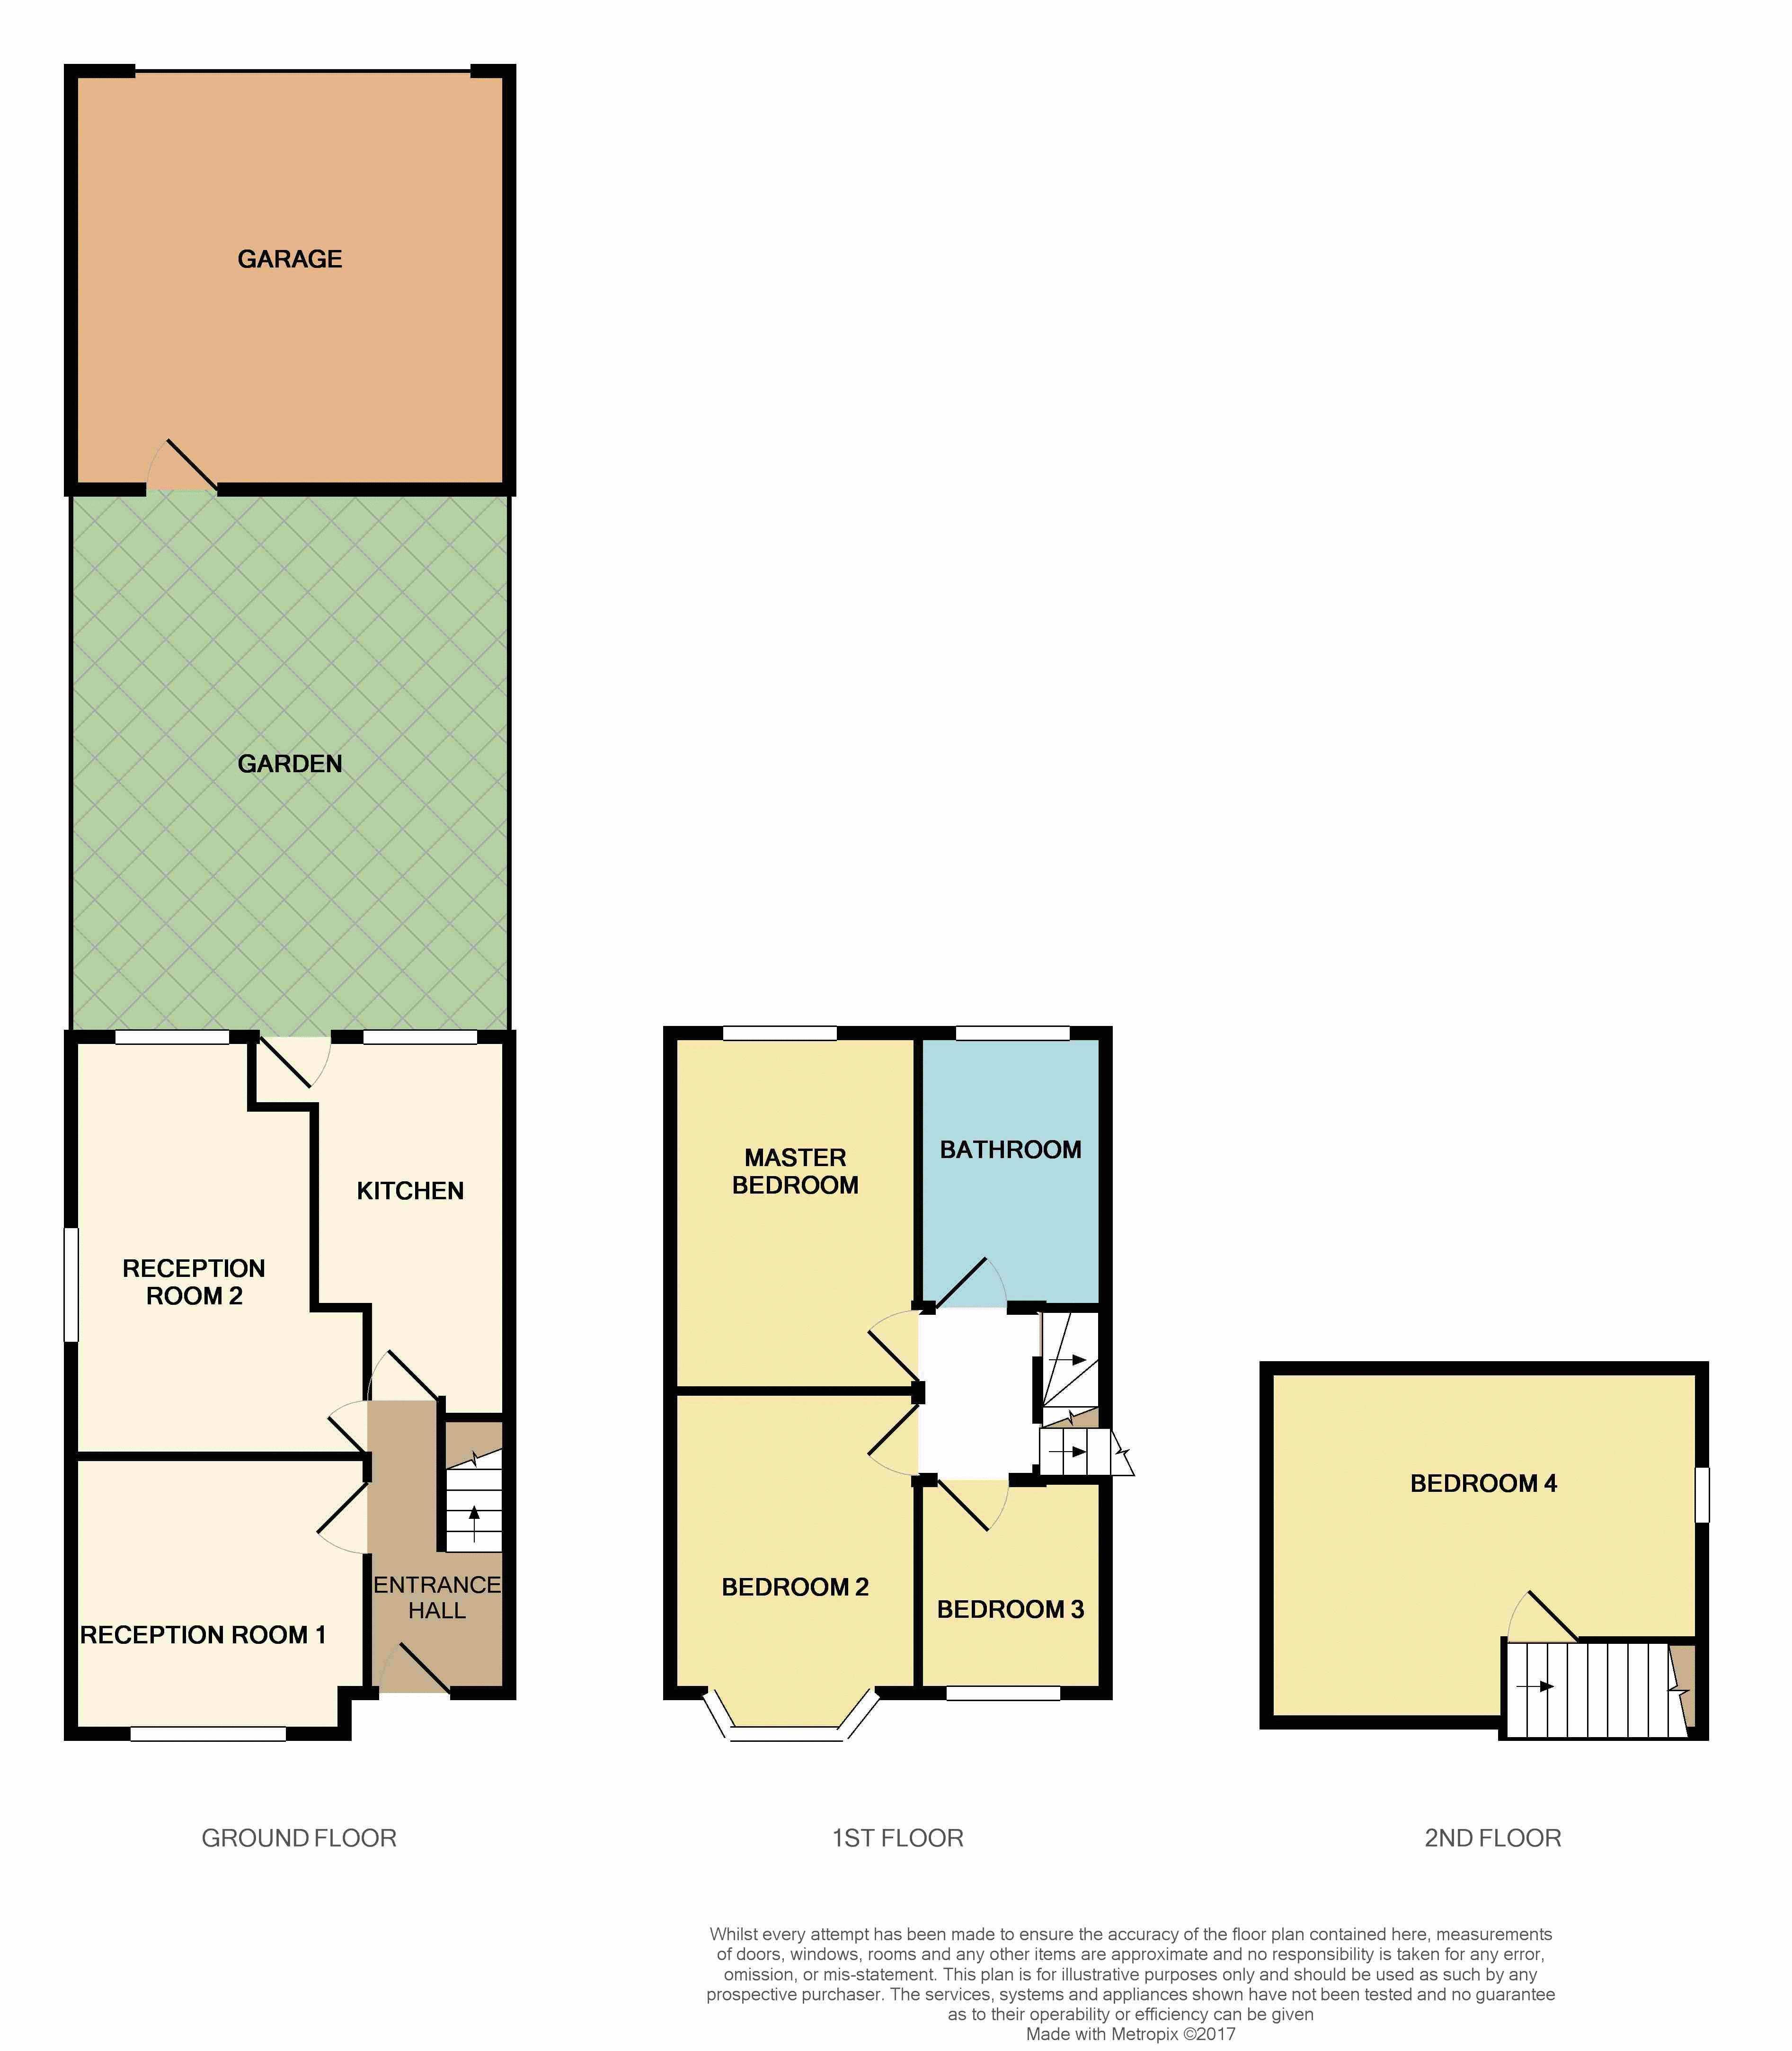 GARAGE
GARDEN
KITCHEN
RECEPTION
ROOM 2
ENTRANCE
HALL
RECEPTION ROOM 1
GROUND FLOOR
MASTER
BEDROOM
BATHROOM
BEDROOM 2
BEDROOM 3
1ST FLOOR
BEDROOM 4
2ND FLOOR
Whilst every attempt has been made to ensure the accuracy of the floor plan contained here, measurements
of doors, windows, rooms and any other items are approximate and no responsibility is taken for any error,
omission, or mis-statement. This plan is for illustrative purposes only and should be used as such by any
prospective purchaser. The services, systems and appliances shown have not been tested and no guarantee
as to their operability or efficiency can be given
Made with Metropix ©2017